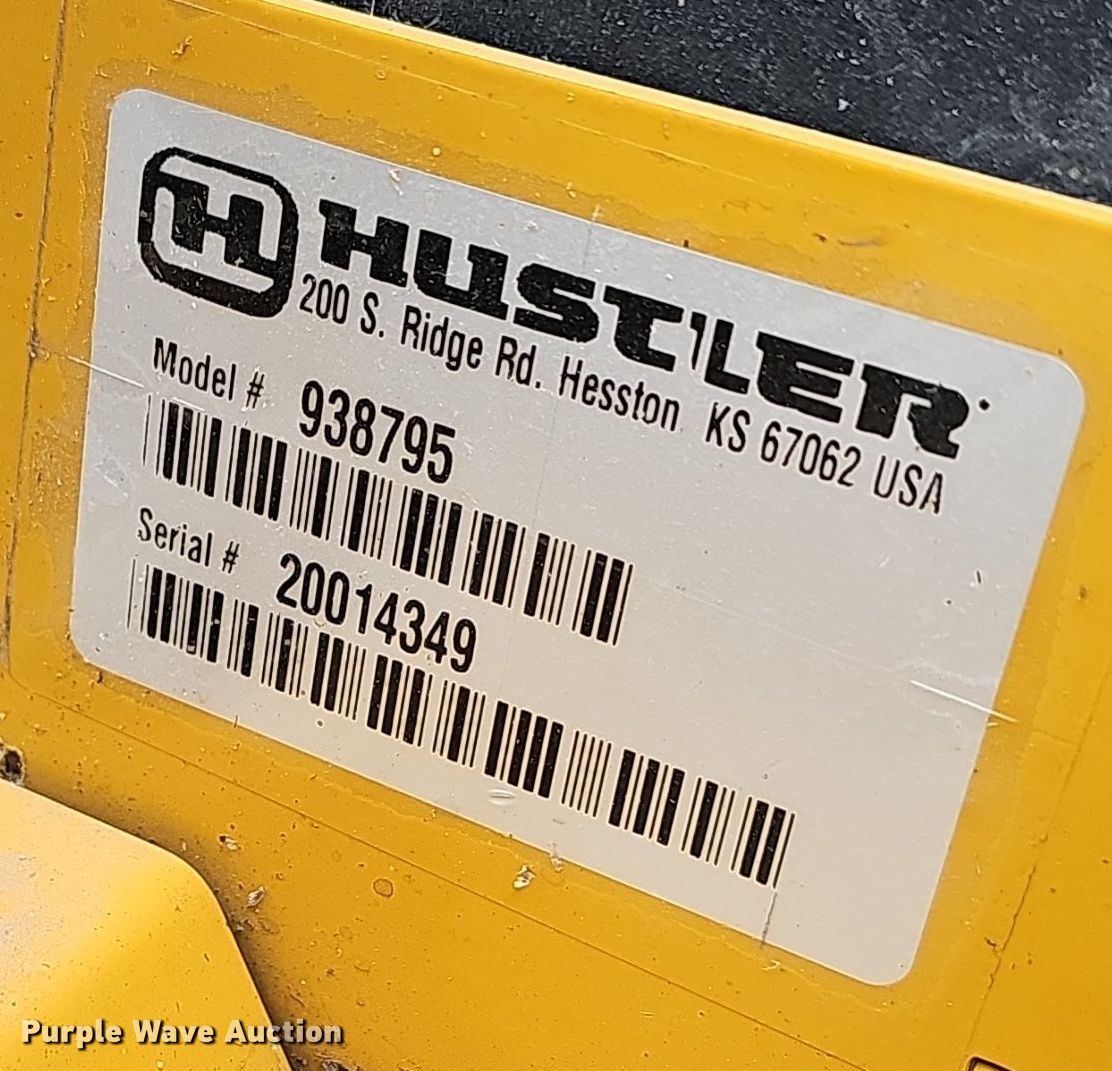 H HUSTLER
200 S. Ridge Rd. Hesston KS 67062 USA
Model # 938795
Serial # 20014349
Purple Wave Auction